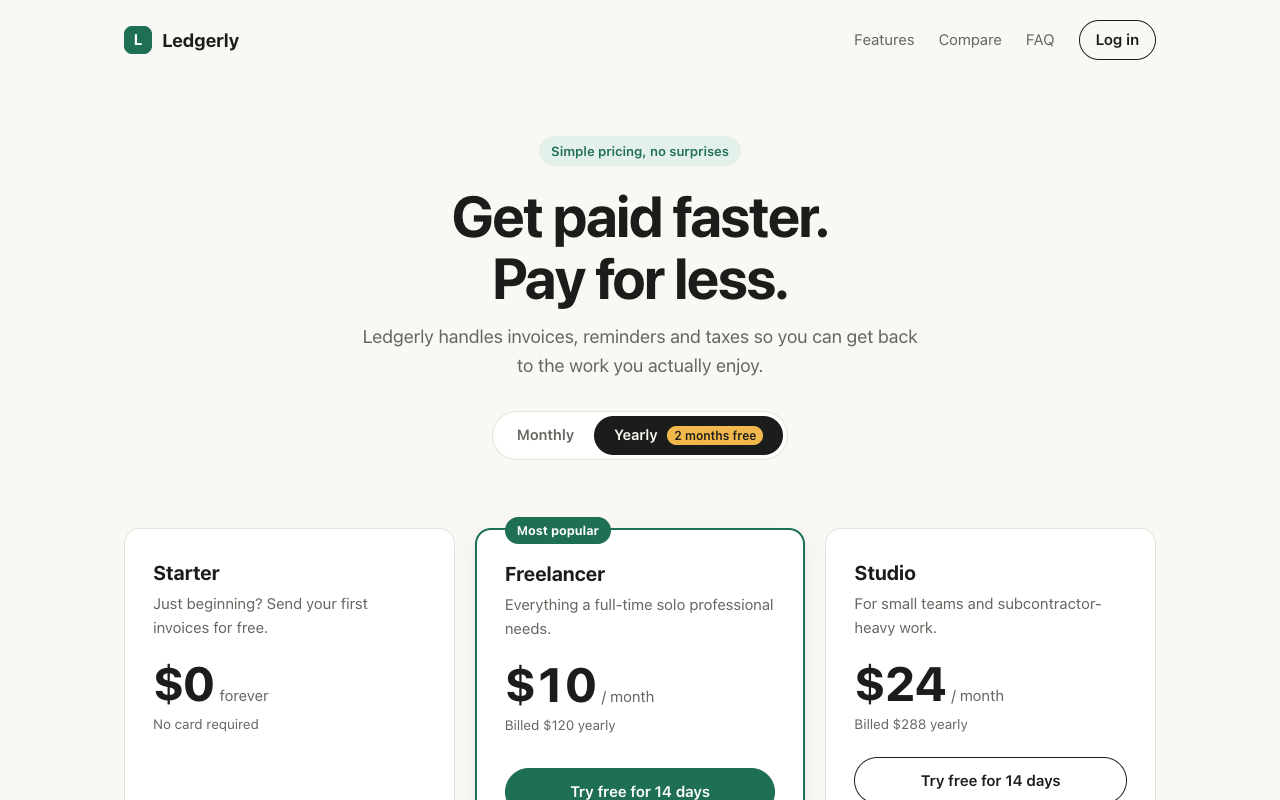 L Ledgerly
Features Compare FAQ Log in
Simple pricing, no surprises
Get paid faster.
Pay for less.
Ledgerly handles invoices, reminders and taxes so you can get back
to the work you actually enjoy.
Monthly Yearly 2 months free
Starter
Just beginning? Send your first
invoices for free.
$0 forever
No card required
Most popular
Freelancer
Everything a full-time solo professional
needs.
$10 / month
Billed $120 yearly
Try free for 14 days
Studio
For small teams and subcontractor-
heavy work.
$24 / month
Billed $288 yearly
Try free for 14 days